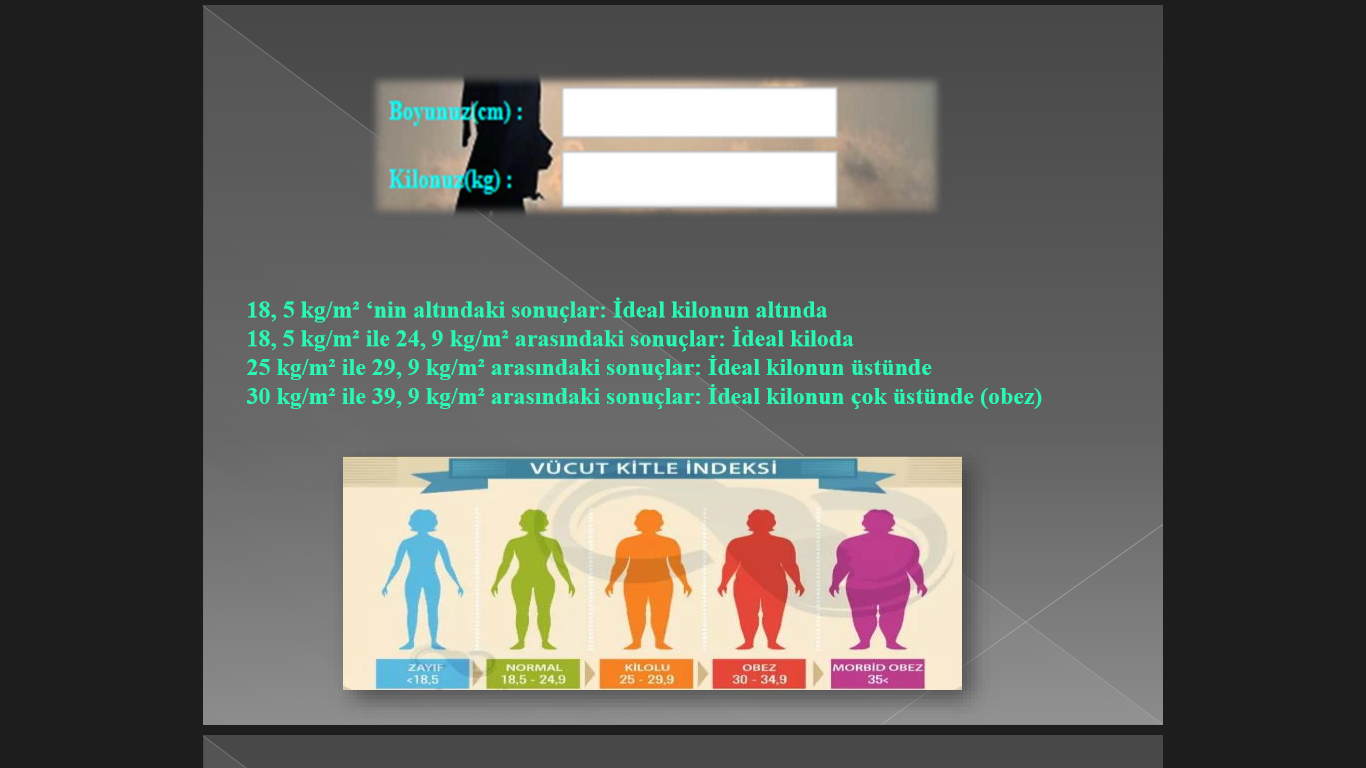 Boyunuz(cm) :
Kilonuz(kg) :
18, 5 kg/m² ‘nin altındaki sonuçlar: İdeal kilonun altında
18, 5 kg/m² ile 24, 9 kg/m² arasındaki sonuçlar: İdeal kiloda
25 kg/m² ile 29, 9 kg/m² arasındaki sonuçlar: İdeal kilonun üstünde
30 kg/m² ile 39, 9 kg/m² arasındaki sonuçlar: İdeal kilonun çok üstünde (obez)
VÜCUT KİTLE İNDEKSİ
ZAYIF
<18,5
NORMAL
18,5 - 24,9
KİLOLU
25 - 29,9
OBEZ
30 - 34,9
MORBİD OBEZ
35<